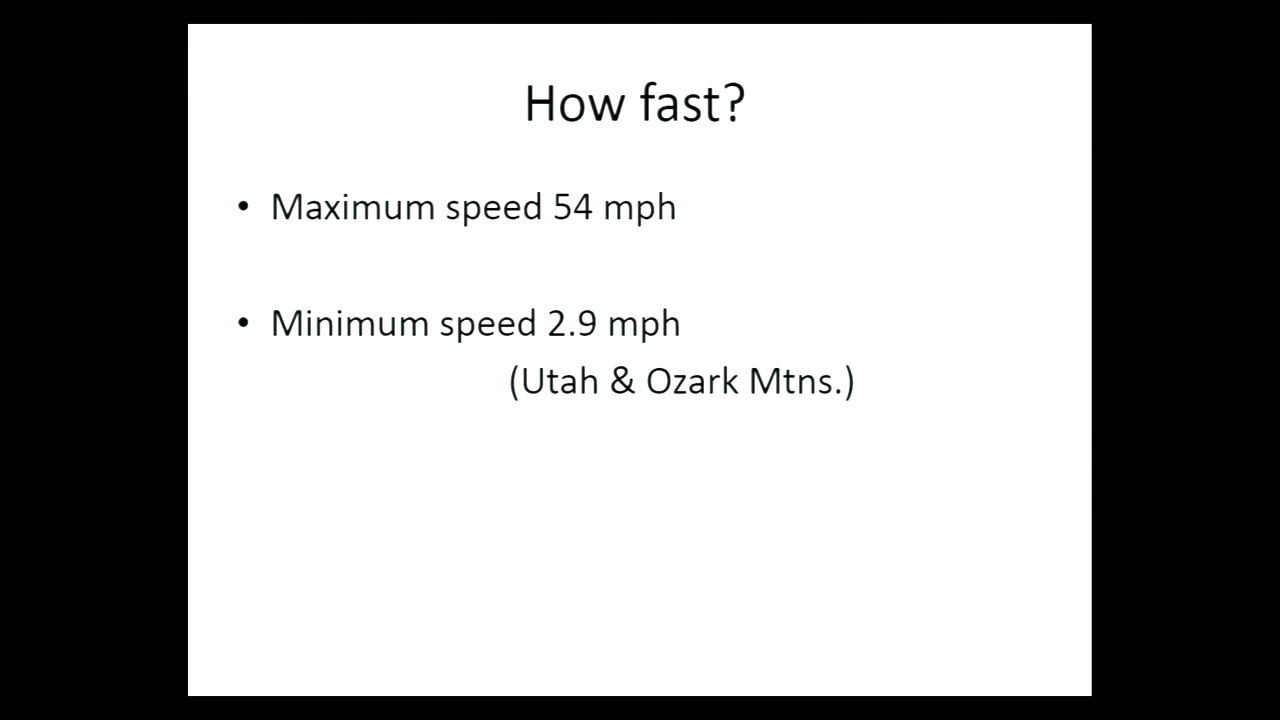 How fast?
• Maximum speed 54 mph
• Minimum speed 2.9 mph
(Utah & Ozark Mtns.)